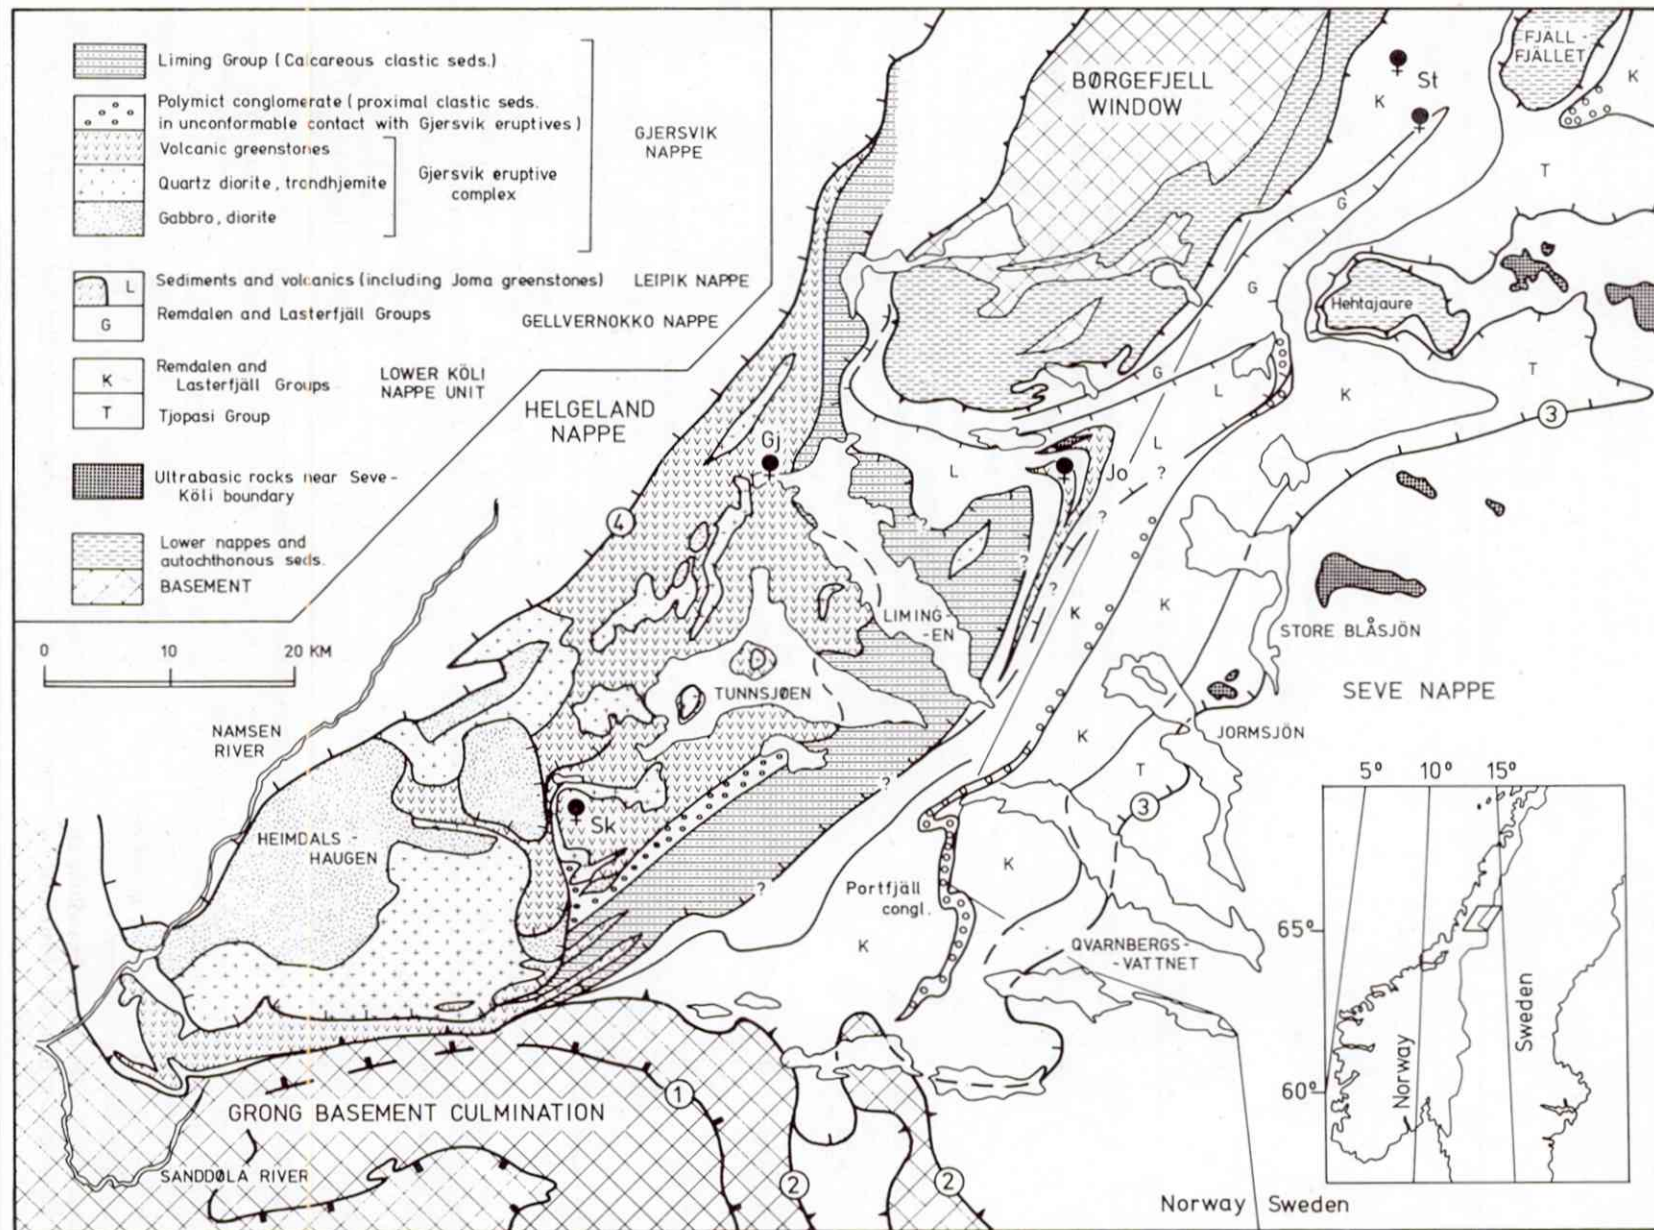 Liming Group (Calcareous clastic seds.)
Polymict conglomerate (proximal clastic seds.
in unconformable contact with Gjersvik eruptives)
Volcanic greenstones
Quartz diorite, trondhjemite
Gabbro, diorite
Gjersvik eruptive
complex
GJERSVIK
NAPPE
L
Sediments and volcanics (including Joma greenstones)
LEIPIK NAPPE
G
Remdalen and Lasterfjäll Groups
GELLVERNOKKO NAPPE
K
Remdalen and
Lasterfjäll Groups
T
Tjopasi Group
LOWER KÖLI
NAPPE UNIT
Ultrabasic rocks near Seve-
Köli boundary
Lower nappes and
autochthonous seds.
BASEMENT
0 10 20 KM
HELGELAND
NAPPE
BØRGEFJELL
WINDOW
FJÄLL-
FJÄLLET
St
K
K
T
G
G
Hehtajaure
G
L
K
T
3
Gj
L
L
?
Jo
4
?
?
?
K
K
LIMING-
-EN
STORE BLÅSJÖN
TUNNSJØEN
SEVE NAPPE
NAMSEN
RIVER
K
JORMSJÖN
T
3
?
HEIMDALS-
HAUGEN
Sk
?
K
Portfjäll
congl.
K
QVARNBERGS-
-VATTNET
GRONG BASEMENT CULMINATION
1
SANDDØLA RIVER
2
2
Norway
Sweden
5° 10° 15°
65°
60°
Norway
Sweden